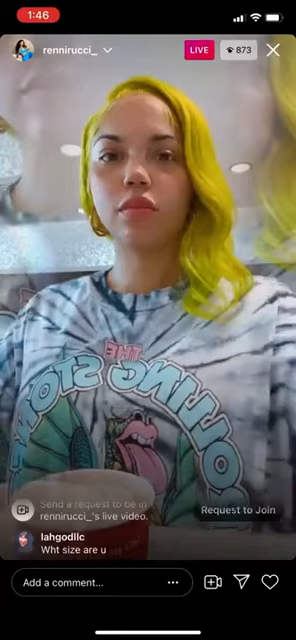 1:46
rennirucci_
LIVE
873
THE
ROLLING STONES
Send a request to be in
rennirucci_'s live video.
Request to Join
lahgodllc
Wht size are u
Add a comment...